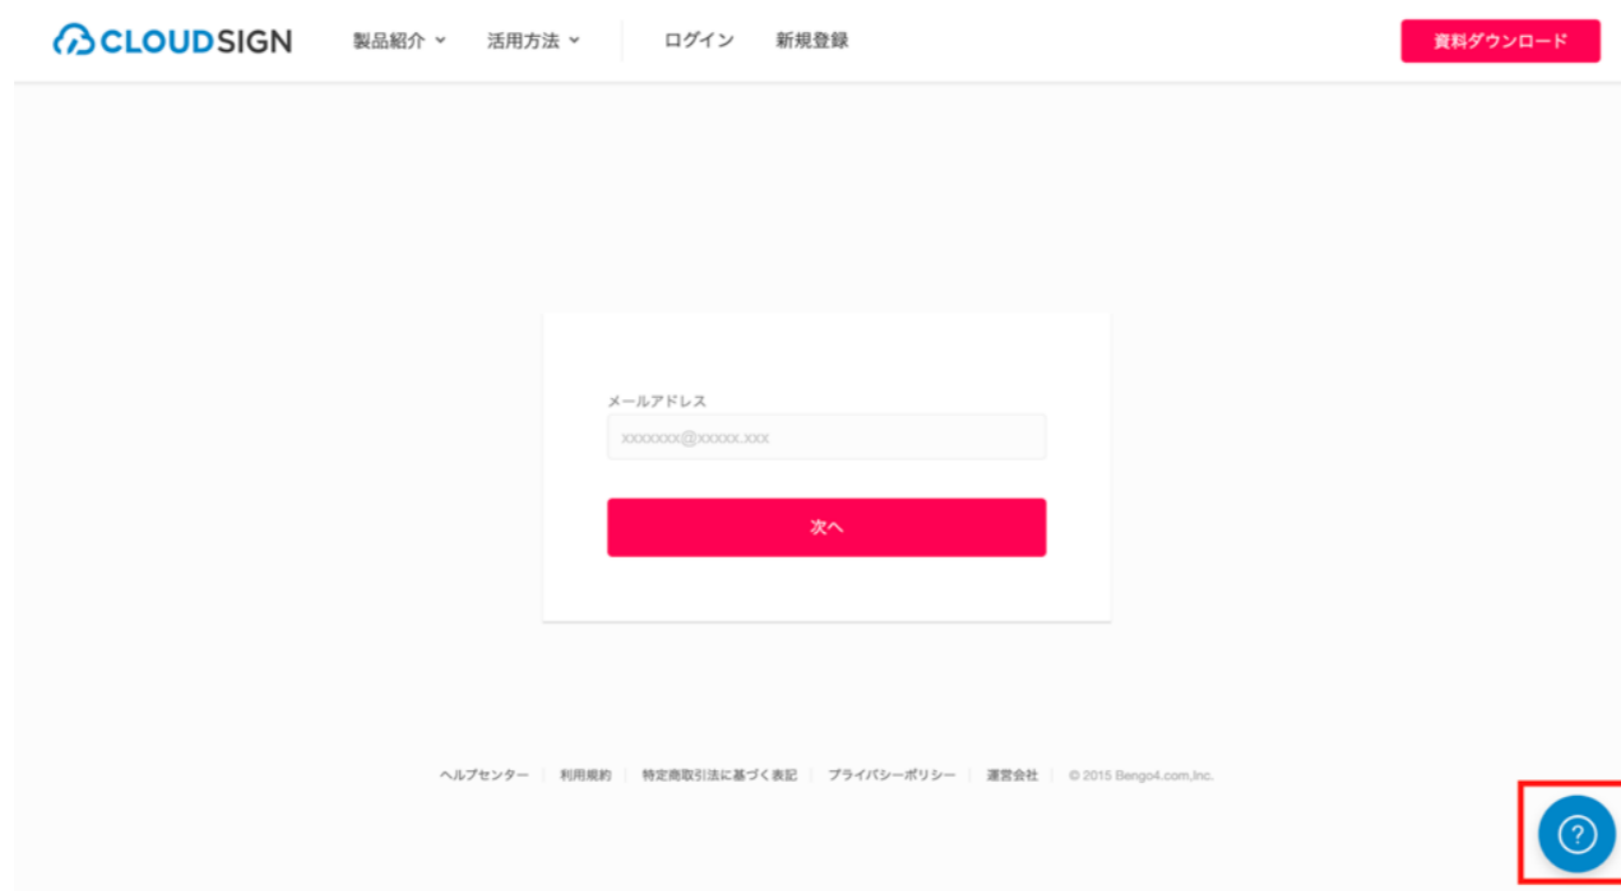 CLOUDSIGN 製品紹介 活用方法 ログイン 新規登録 資料ダウンロード
メールアドレス
xxxxxxx@xxxxx.xxx
次へ
ヘルプセンター 利用規約 特定商取引法に基づく表記 プライバシーポリシー 運営会社 © 2015 Bengo4.com,Inc.
?